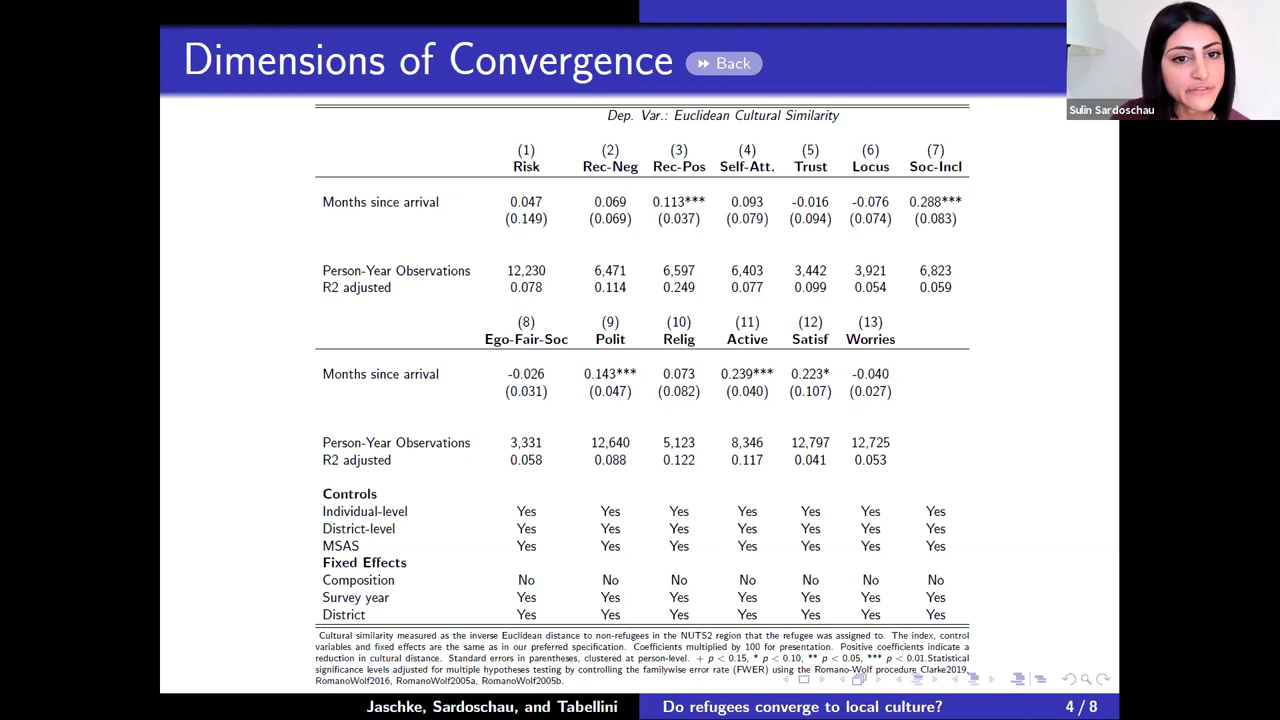 Dimensions of Convergence Back
Sulin Sardoschau
Dep. Var.: Euclidean Cultural Similarity
(1) (2) (3) (4) (5) (6) (7)
Risk Rec-Neg Rec-Pos Self-Att. Trust Locus Soc-Incl
Months since arrival 0.047 0.069 0.113*** 0.093 -0.016 -0.076 0.288***
(0.149) (0.069) (0.037) (0.079) (0.094) (0.074) (0.083)
Person-Year Observations 12,230 6,471 6,597 6,403 3,442 3,921 6,823
R2 adjusted 0.078 0.114 0.249 0.077 0.099 0.054 0.059
(8) (9) (10) (11) (12) (13)
Ego-Fair-Soc Polit Relig Active Satisf Worries
Months since arrival -0.026 0.143*** 0.073 0.239*** 0.223* -0.040
(0.031) (0.047) (0.082) (0.040) (0.107) (0.027)
Person-Year Observations 3,331 12,640 5,123 8,346 12,797 12,725
R2 adjusted 0.058 0.088 0.122 0.117 0.041 0.053
Controls
Individual-level Yes Yes Yes Yes Yes Yes Yes
District-level Yes Yes Yes Yes Yes Yes Yes
MSAS Yes Yes Yes Yes Yes Yes Yes
Fixed Effects
Composition No No No No No No No
Survey year Yes Yes Yes Yes Yes Yes Yes
District Yes Yes Yes Yes Yes Yes Yes
Cultural similarity measured as the inverse Euclidean distance to non-refugees in the NUTS2 region that the refugee was assigned to. The index, control
variables and fixed effects are the same as in our preferred specification. Coefficients multiplied by 100 for presentation. Positive coefficients indicate a
reduction in cultural distance. Standard errors in parentheses, clustered at person-level. + p < 0.15, * p < 0.10, ** p < 0.05, *** p < 0.01.Statistical
significance levels adjusted for multiple hypotheses testing by controlling the familywise error rate (FWER) using the Romano-Wolf procedure Clarke2019,
RomanoWolf2016, RomanoWolf2005a, RomanoWolf2005b.
Jaschke, Sardoschau, and Tabellini Do refugees converge to local culture? 4 / 8